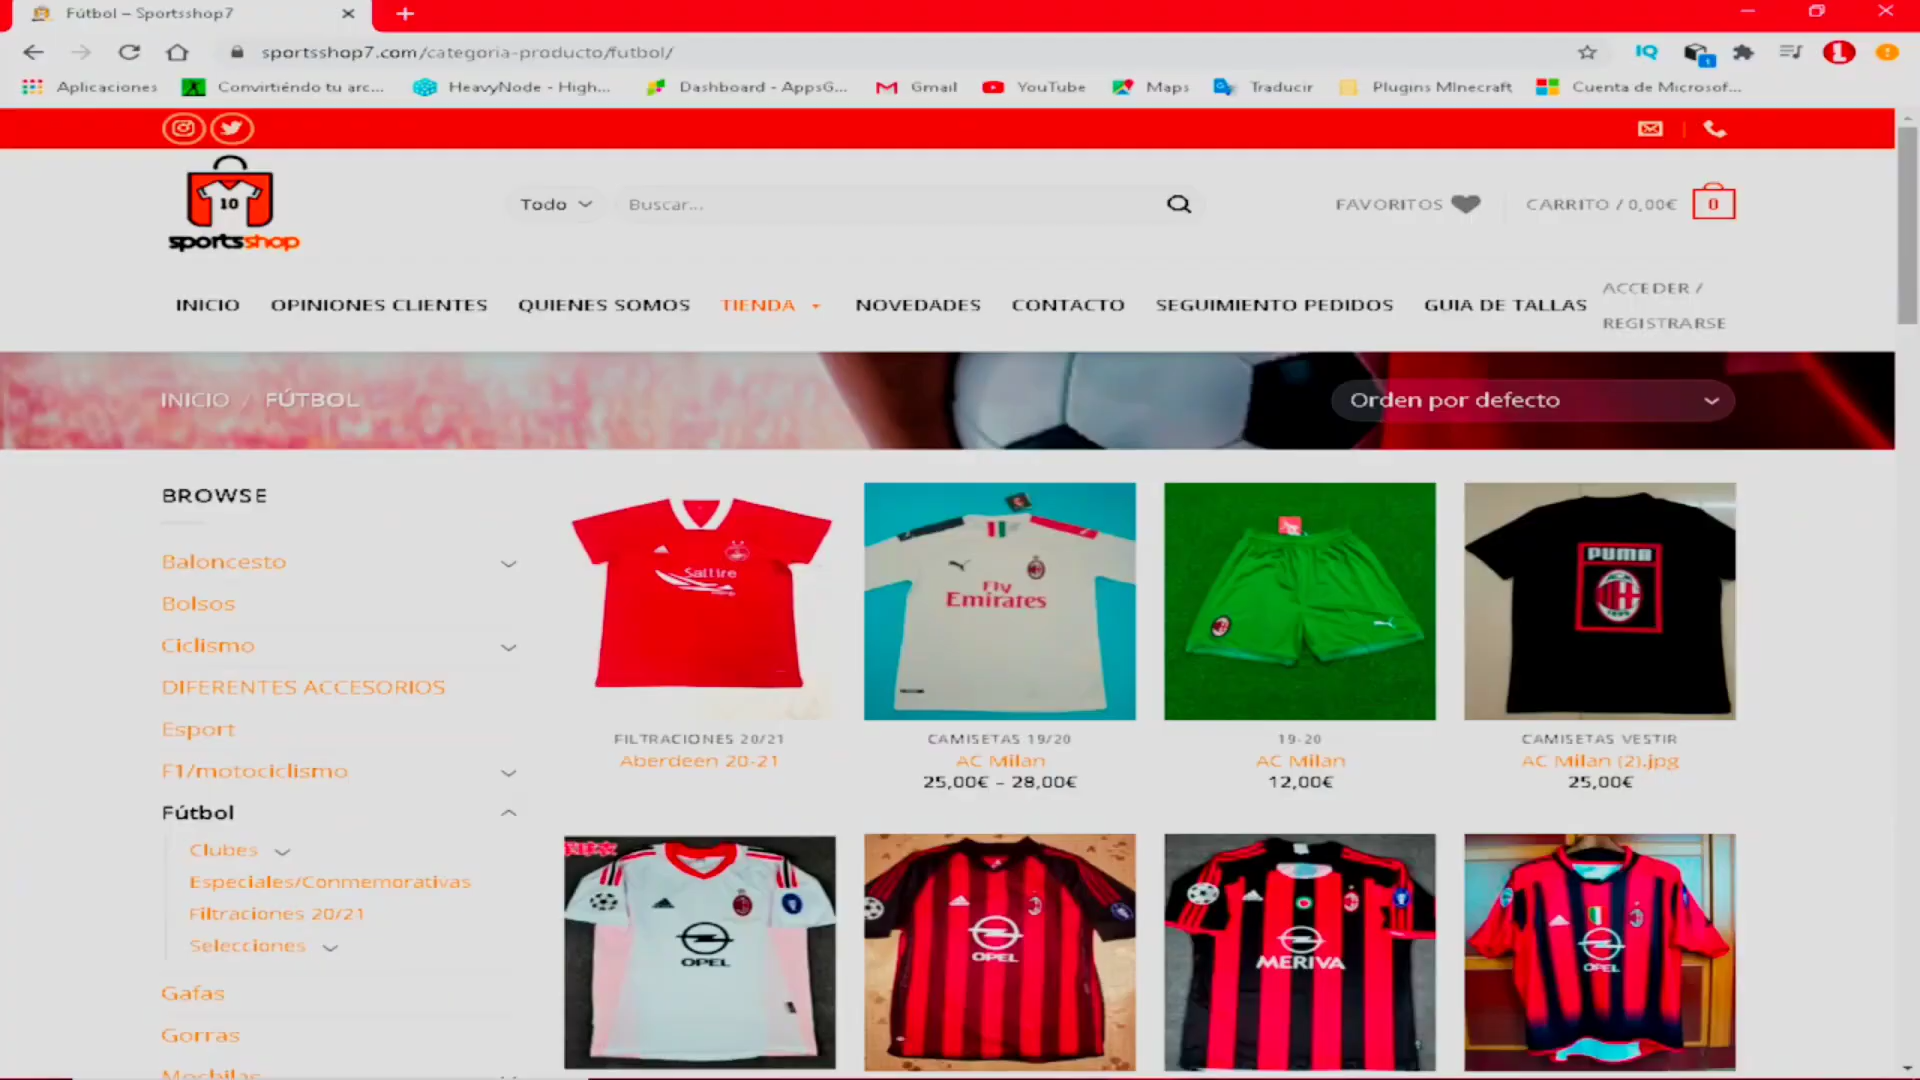 Fútbol – Sportsshop7
sportsshop7.com/categoria-producto/futbol/
IQ
1
Aplicaciones
Convirtiéndo tu arc...
HeavyNode - High...
Dashboard - AppsG...
Gmail
YouTube
Maps
Traducir
Plugins MInecraft
Cuenta de Microsof...
10
sportsshop
Todo
Buscar...
FAVORITOS
CARRITO / 0,00€
0
INICIO
OPINIONES CLIENTES
QUIENES SOMOS
TIENDA
NOVEDADES
CONTACTO
SEGUIMIENTO PEDIDOS
GUIA DE TALLAS
ACCEDER /
REGISTRARSE
INICIO / FÚTBOL
Orden por defecto
BROWSE
Baloncesto
Bolsos
Ciclismo
DIFERENTES ACCESORIOS
Esport
F1/motociclismo
Fútbol
Clubes
Especiales/Conmemorativas
Filtraciones 20/21
Selecciones
Gafas
Gorras
Mochilas
Saltire
FILTRACIONES 20/21
Aberdeen 20-21
Fly
Emirates
CAMISETAS 19/20
AC Milan
25,00€ – 28,00€
19-20
AC Milan
12,00€
PUMA
CAMISETAS VESTIR
AC Milan (2).jpg
25,00€
OPEL
OPEL
MERIVA
OPEL